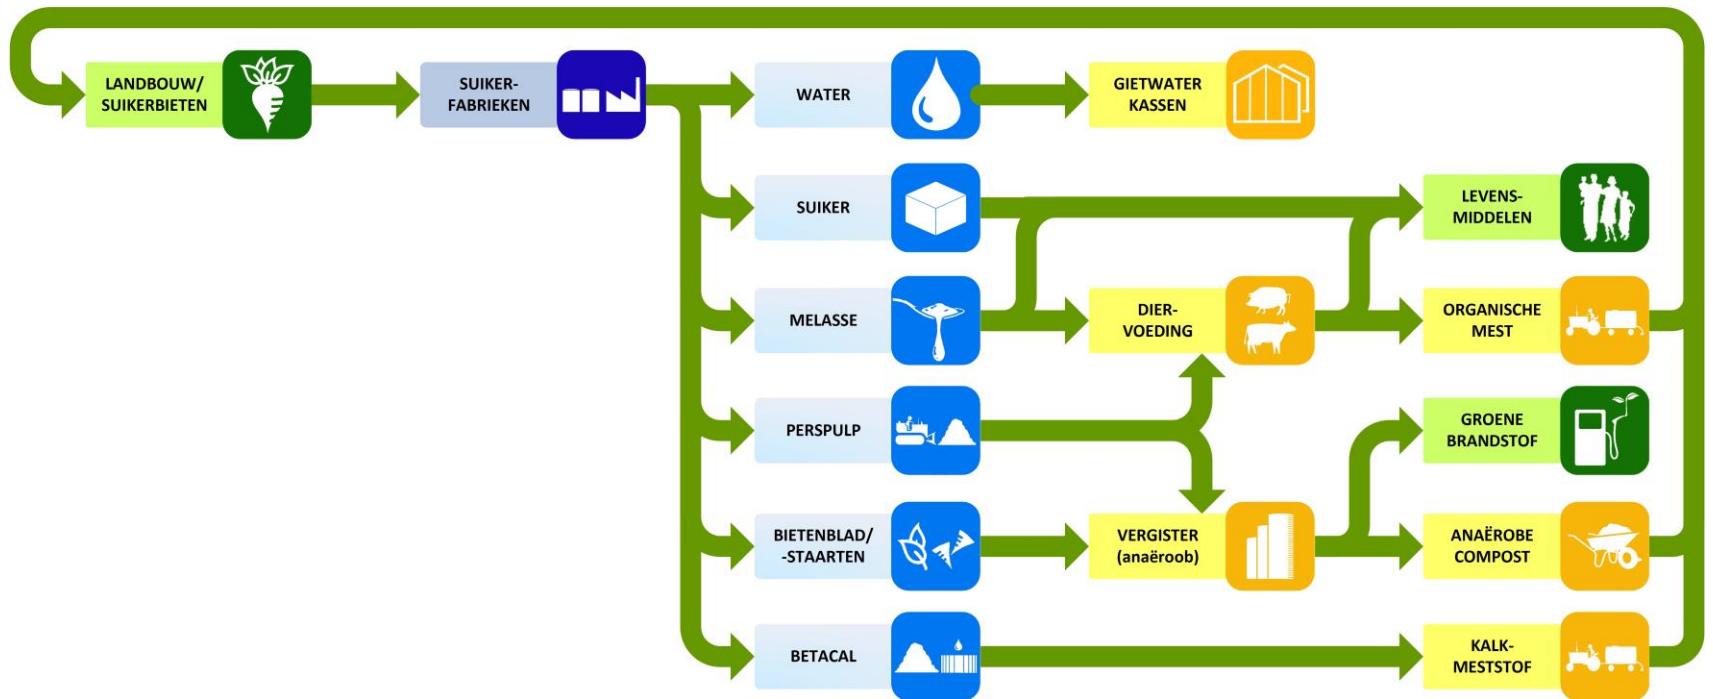 LANDBOUW/
SUIKERBIETEN
SUIKER-
FABRIEKEN
WATER
GIETWATER
KASSEN
SUIKER
LEVENS-
MIDDELEN
MELASSE
DIER-
VOEDING
ORGANISCHE
MEST
PERSPULP
GROENE
BRANDSTOF
BIETENBLAD/
-STAARTEN
VERGISTER
(anaëroob)
ANAËROBE
COMPOST
BETACAL
KALK-
MESTSTOF